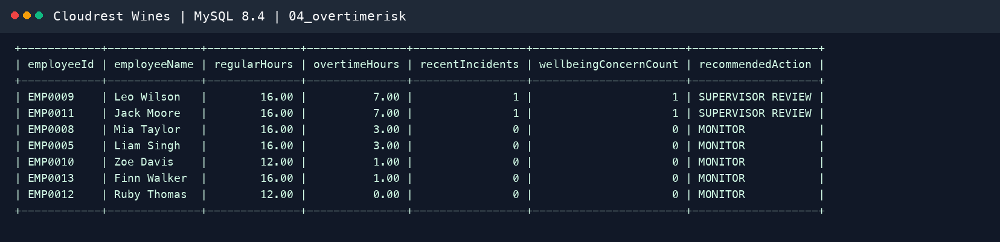 Cloudrest Wines | MySQL 8.4 | 04_overtimerisk
+------------+--------------+--------------+---------------+-----------------+-----------------------+-------------------+
| employeeId | employeeName | regularHours | overtimeHours | recentIncidents | wellbeingConcernCount | recommendedAction |
+------------+--------------+--------------+---------------+-----------------+-----------------------+-------------------+
| EMP0009    | Leo Wilson   |        16.00 |          7.00 |               1 |                     1 | SUPERVISOR REVIEW |
| EMP0011    | Jack Moore   |        16.00 |          7.00 |               1 |                     1 | SUPERVISOR REVIEW |
| EMP0008    | Mia Taylor   |        16.00 |          3.00 |               0 |                     0 | MONITOR           |
| EMP0005    | Liam Singh   |        16.00 |          3.00 |               0 |                     0 | MONITOR           |
| EMP0010    | Zoe Davis    |        12.00 |          1.00 |               0 |                     0 | MONITOR           |
| EMP0013    | Finn Walker  |        16.00 |          1.00 |               0 |                     0 | MONITOR           |
| EMP0012    | Ruby Thomas  |        12.00 |          0.00 |               0 |                     0 | MONITOR           |
+------------+--------------+--------------+---------------+-----------------+-----------------------+-------------------+